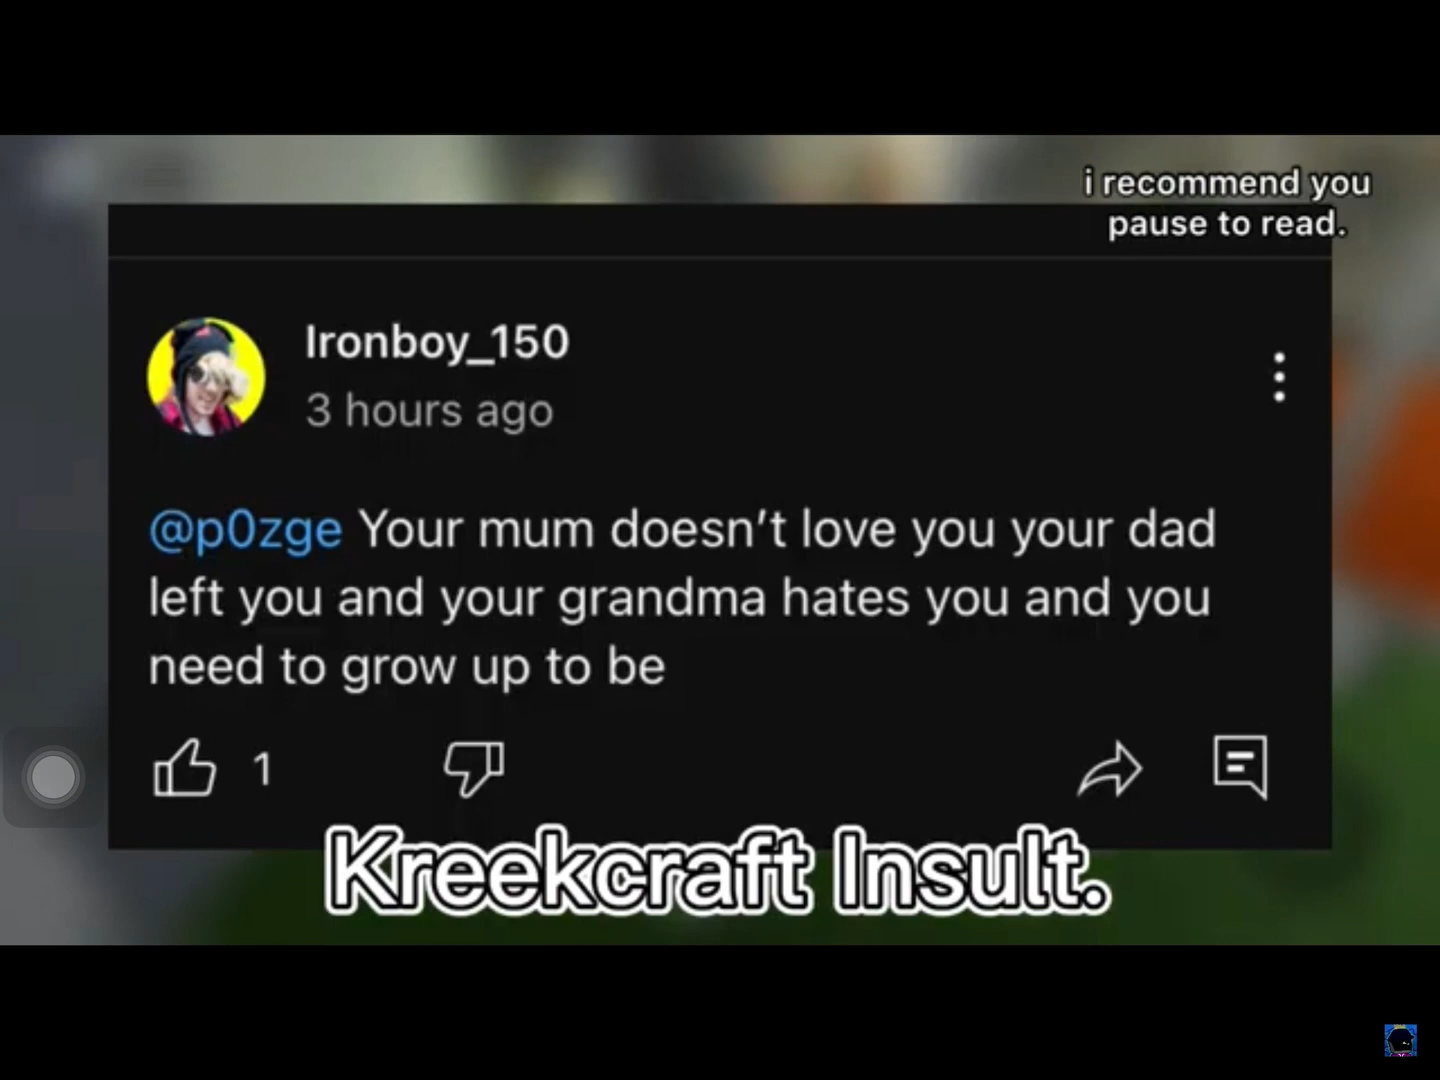 i recommend you
pause to read.
Ironboy_150
3 hours ago
@p0zge Your mum doesn't love you your dad
left you and your grandma hates you and you
need to grow up to be
1
Kreekcraft Insult.